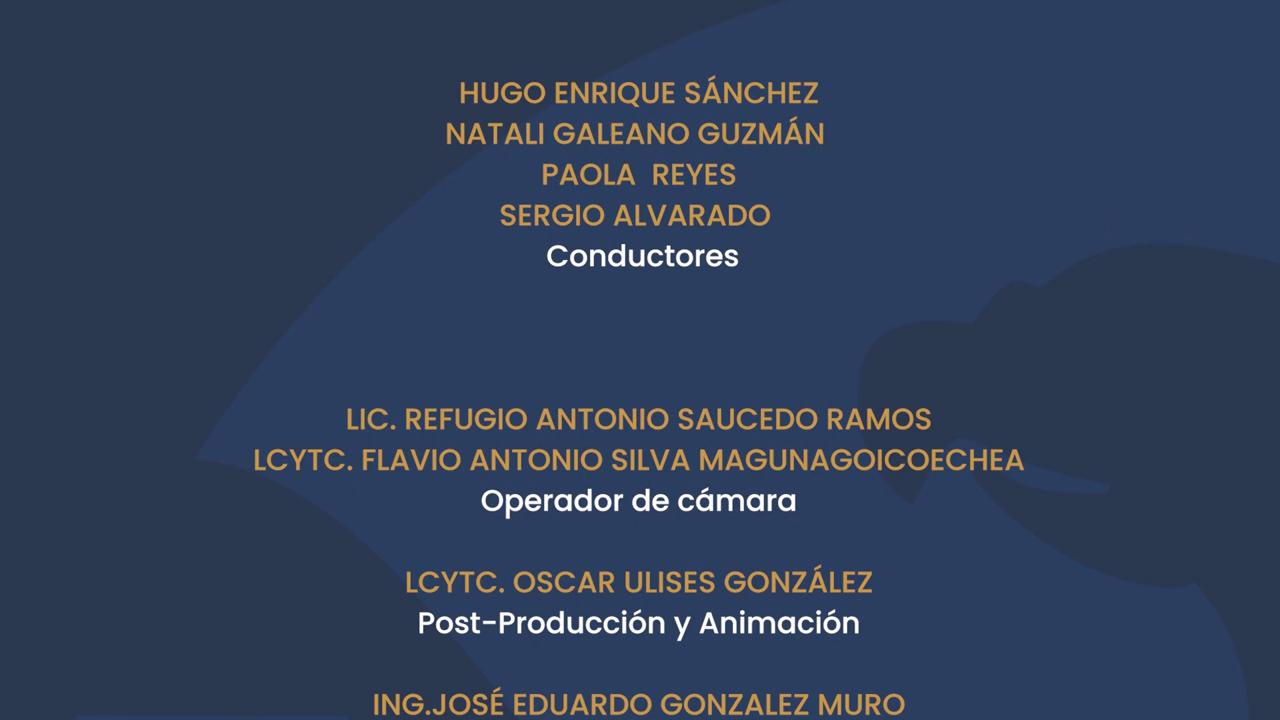 HUGO ENRIQUE SÁNCHEZ
NATALI GALEANO GUZMÁN
PAOLA  REYES
SERGIO ALVARADO
Conductores
LIC. REFUGIO ANTONIO SAUCEDO RAMOS
LCYTC. FLAVIO ANTONIO SILVA MAGUNAGOICOECHEA
Operador de cámara
LCYTC. OSCAR ULISES GONZÁLEZ
Post-Producción y Animación
ING.JOSÉ EDUARDO GONZALEZ MURO